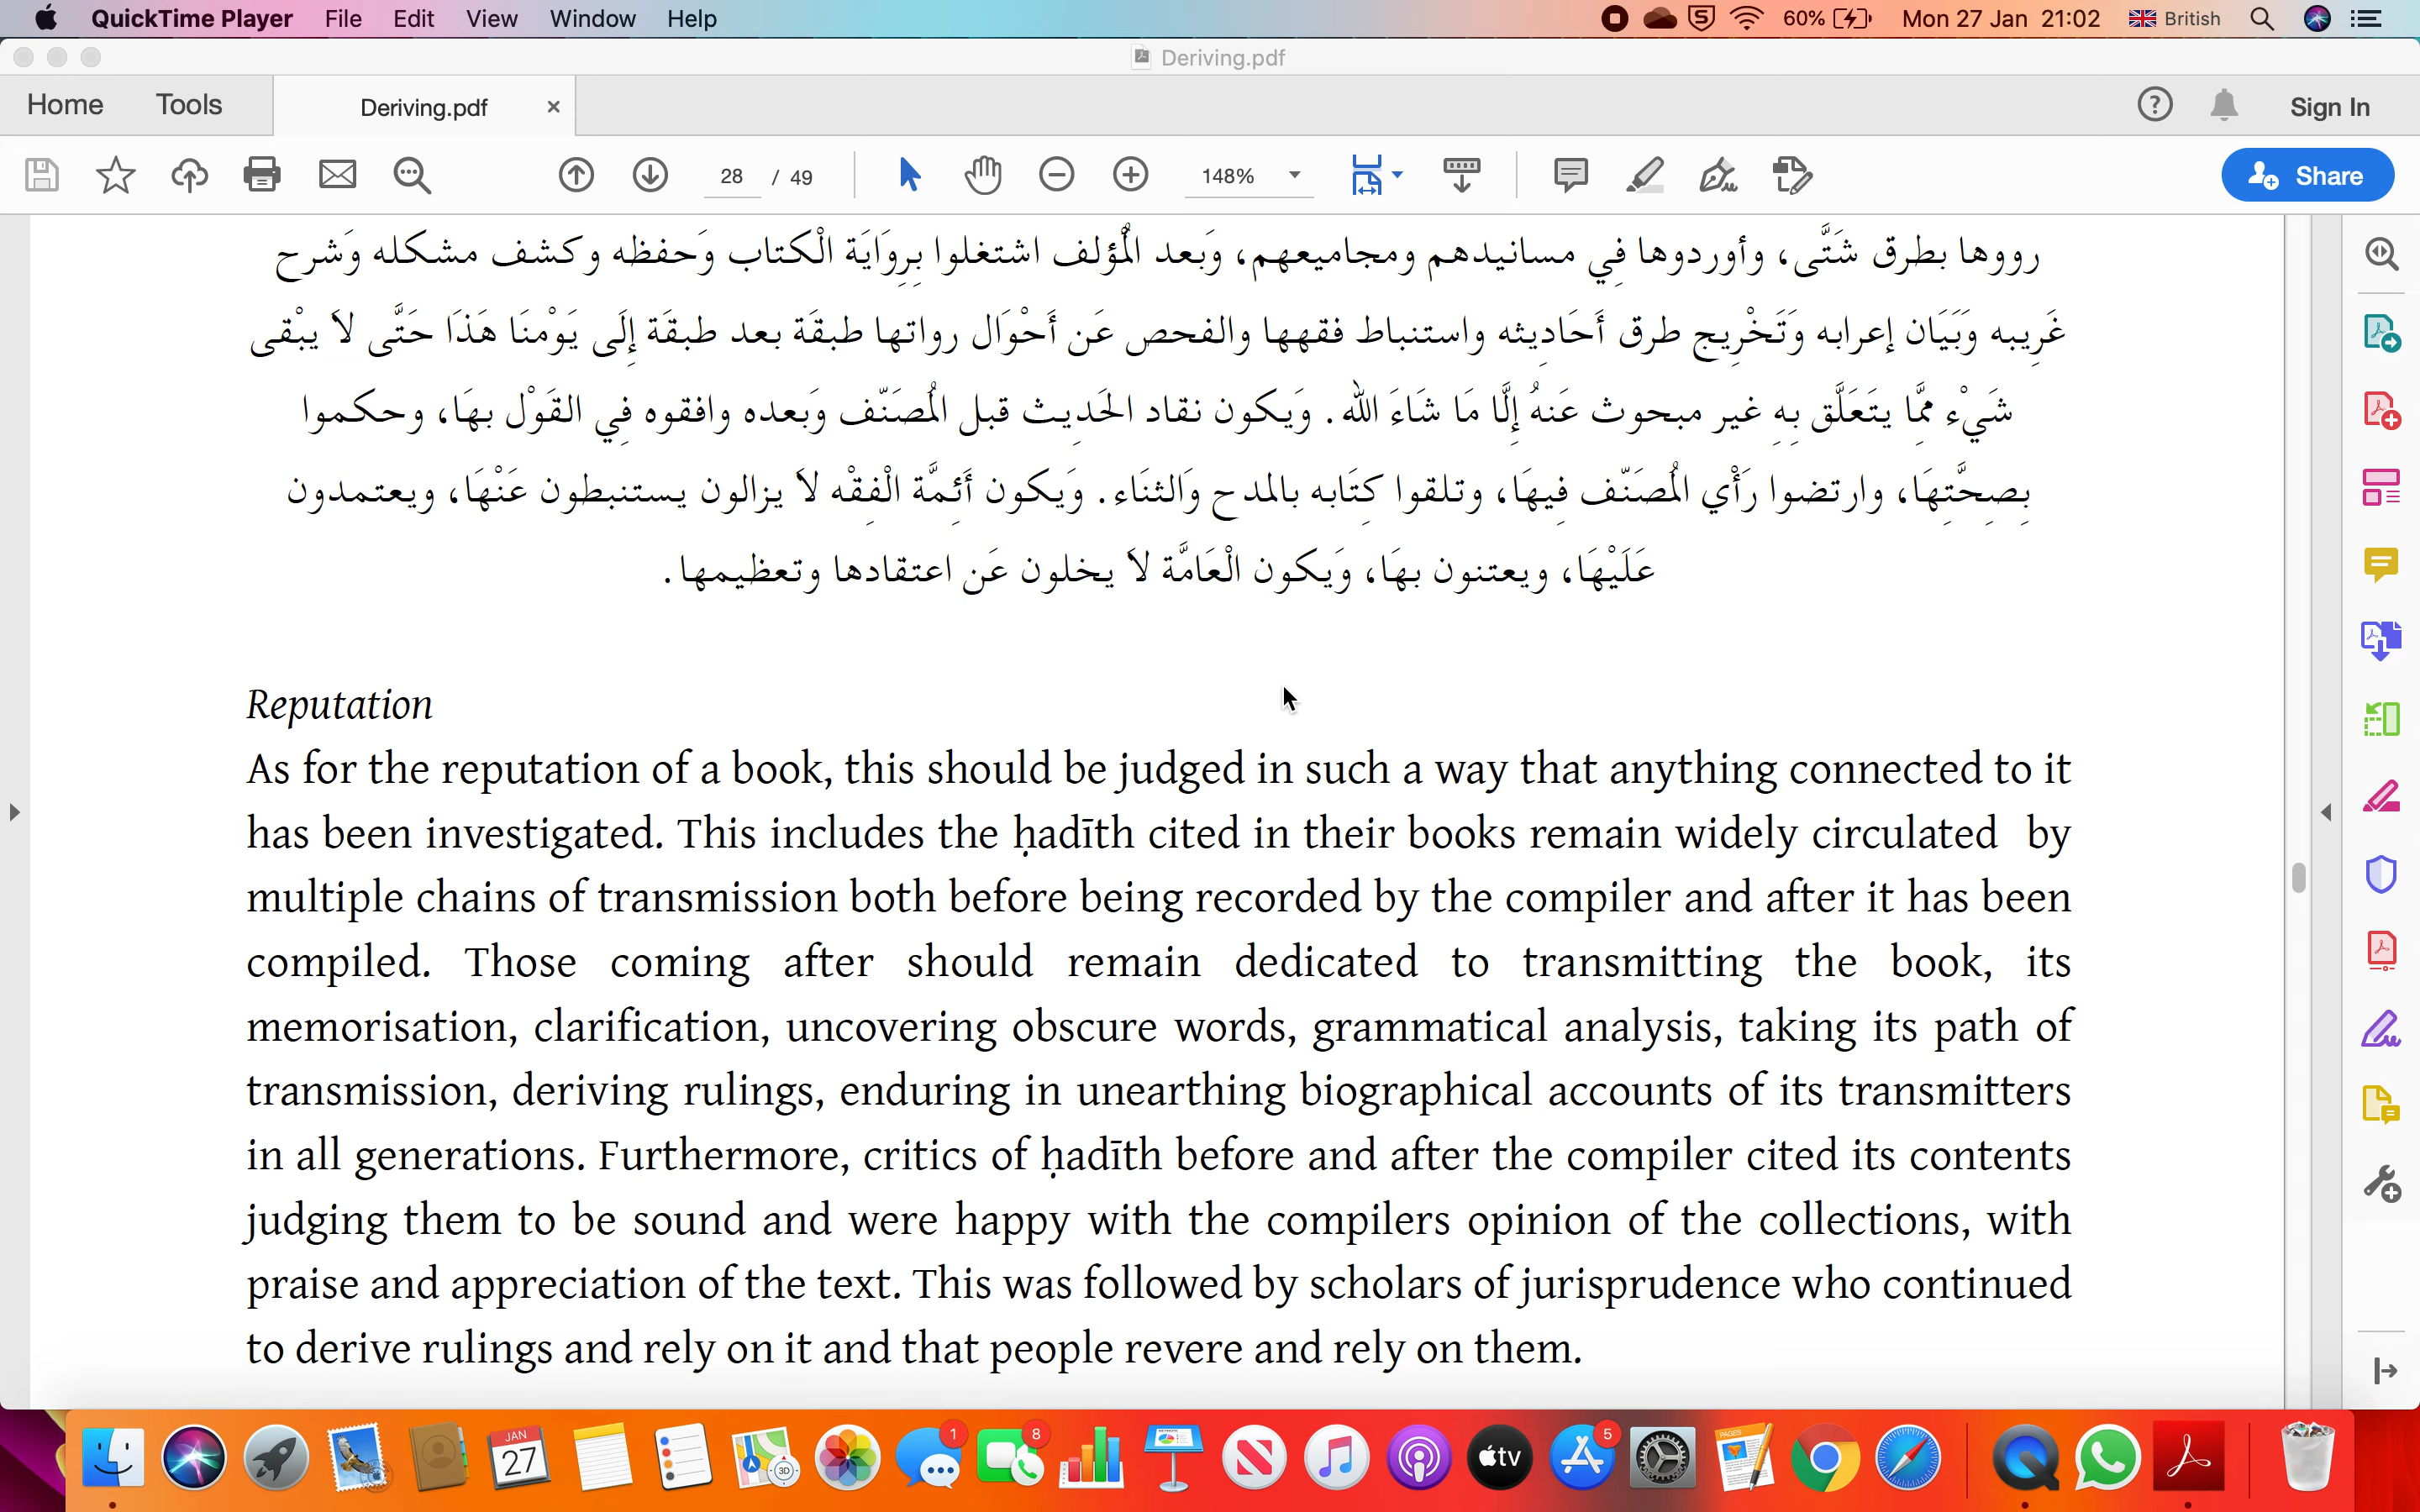 QuickTime Player File Edit View Window Help 60% Mon 27 Jan 21:02 British
Deriving.pdf
Home Tools Deriving.pdf × ? Sign In
28 / 49 148% Share
رووها بطرق شَتَّى، وأوردوها فِي مسانيدهم ومجاميعهم، وَبعد الْمُؤلف اشتغلوا بِرِوَايَة الْكتاب وَحفظه وكشف مشكله وَشرح
غَرِيبه وَبَيَان إعرابه وَتَخْرِيج طرق أَحَادِيثه واستنباط فقهها والفحص عَن أَحْوَال رواتها طبقَة بعد طبقَة إِلَى يَوْمنَا هَذَا حَتَّى لَا يبْقى
شَيْء مِمَّا يتَعَلَّق بِهِ غير مبحوث عَنهُ إِلَّا مَا شَاءَ الله. وَيكون نقاد الحَدِيث قبل الْمُصَنّف وَبعده وافقوه فِي القَوْل بهَا، وحكموا
بِصِحَّتِهَا، وارتضوا رَأْي الْمُصَنّف فِيهَا، وتلقوا كِتَابه بالمدح وَالثنَاء. وَيكون أَئِمَّة الْفِقْه لَا يزالون يستنبطون عَنْهَا، ويعتمدون
عَلَيْهَا، ويعتنون بهَا، وَيكون الْعَامَّة لَا يخلون عَن اعتقادها وتعظيمها.
Reputation
As for the reputation of a book, this should be judged in such a way that anything connected to it
has been investigated. This includes the ḥadīth cited in their books remain widely circulated by
multiple chains of transmission both before being recorded by the compiler and after it has been
compiled. Those coming after should remain dedicated to transmitting the book, its
memorisation, clarification, uncovering obscure words, grammatical analysis, taking its path of
transmission, deriving rulings, enduring in unearthing biographical accounts of its transmitters
in all generations. Furthermore, critics of ḥadīth before and after the compiler cited its contents
judging them to be sound and were happy with the compilers opinion of the collections, with
praise and appreciation of the text. This was followed by scholars of jurisprudence who continued
to derive rulings and rely on it and that people revere and rely on them.
JAN 27 3D 1 8 tv 5 PAGES